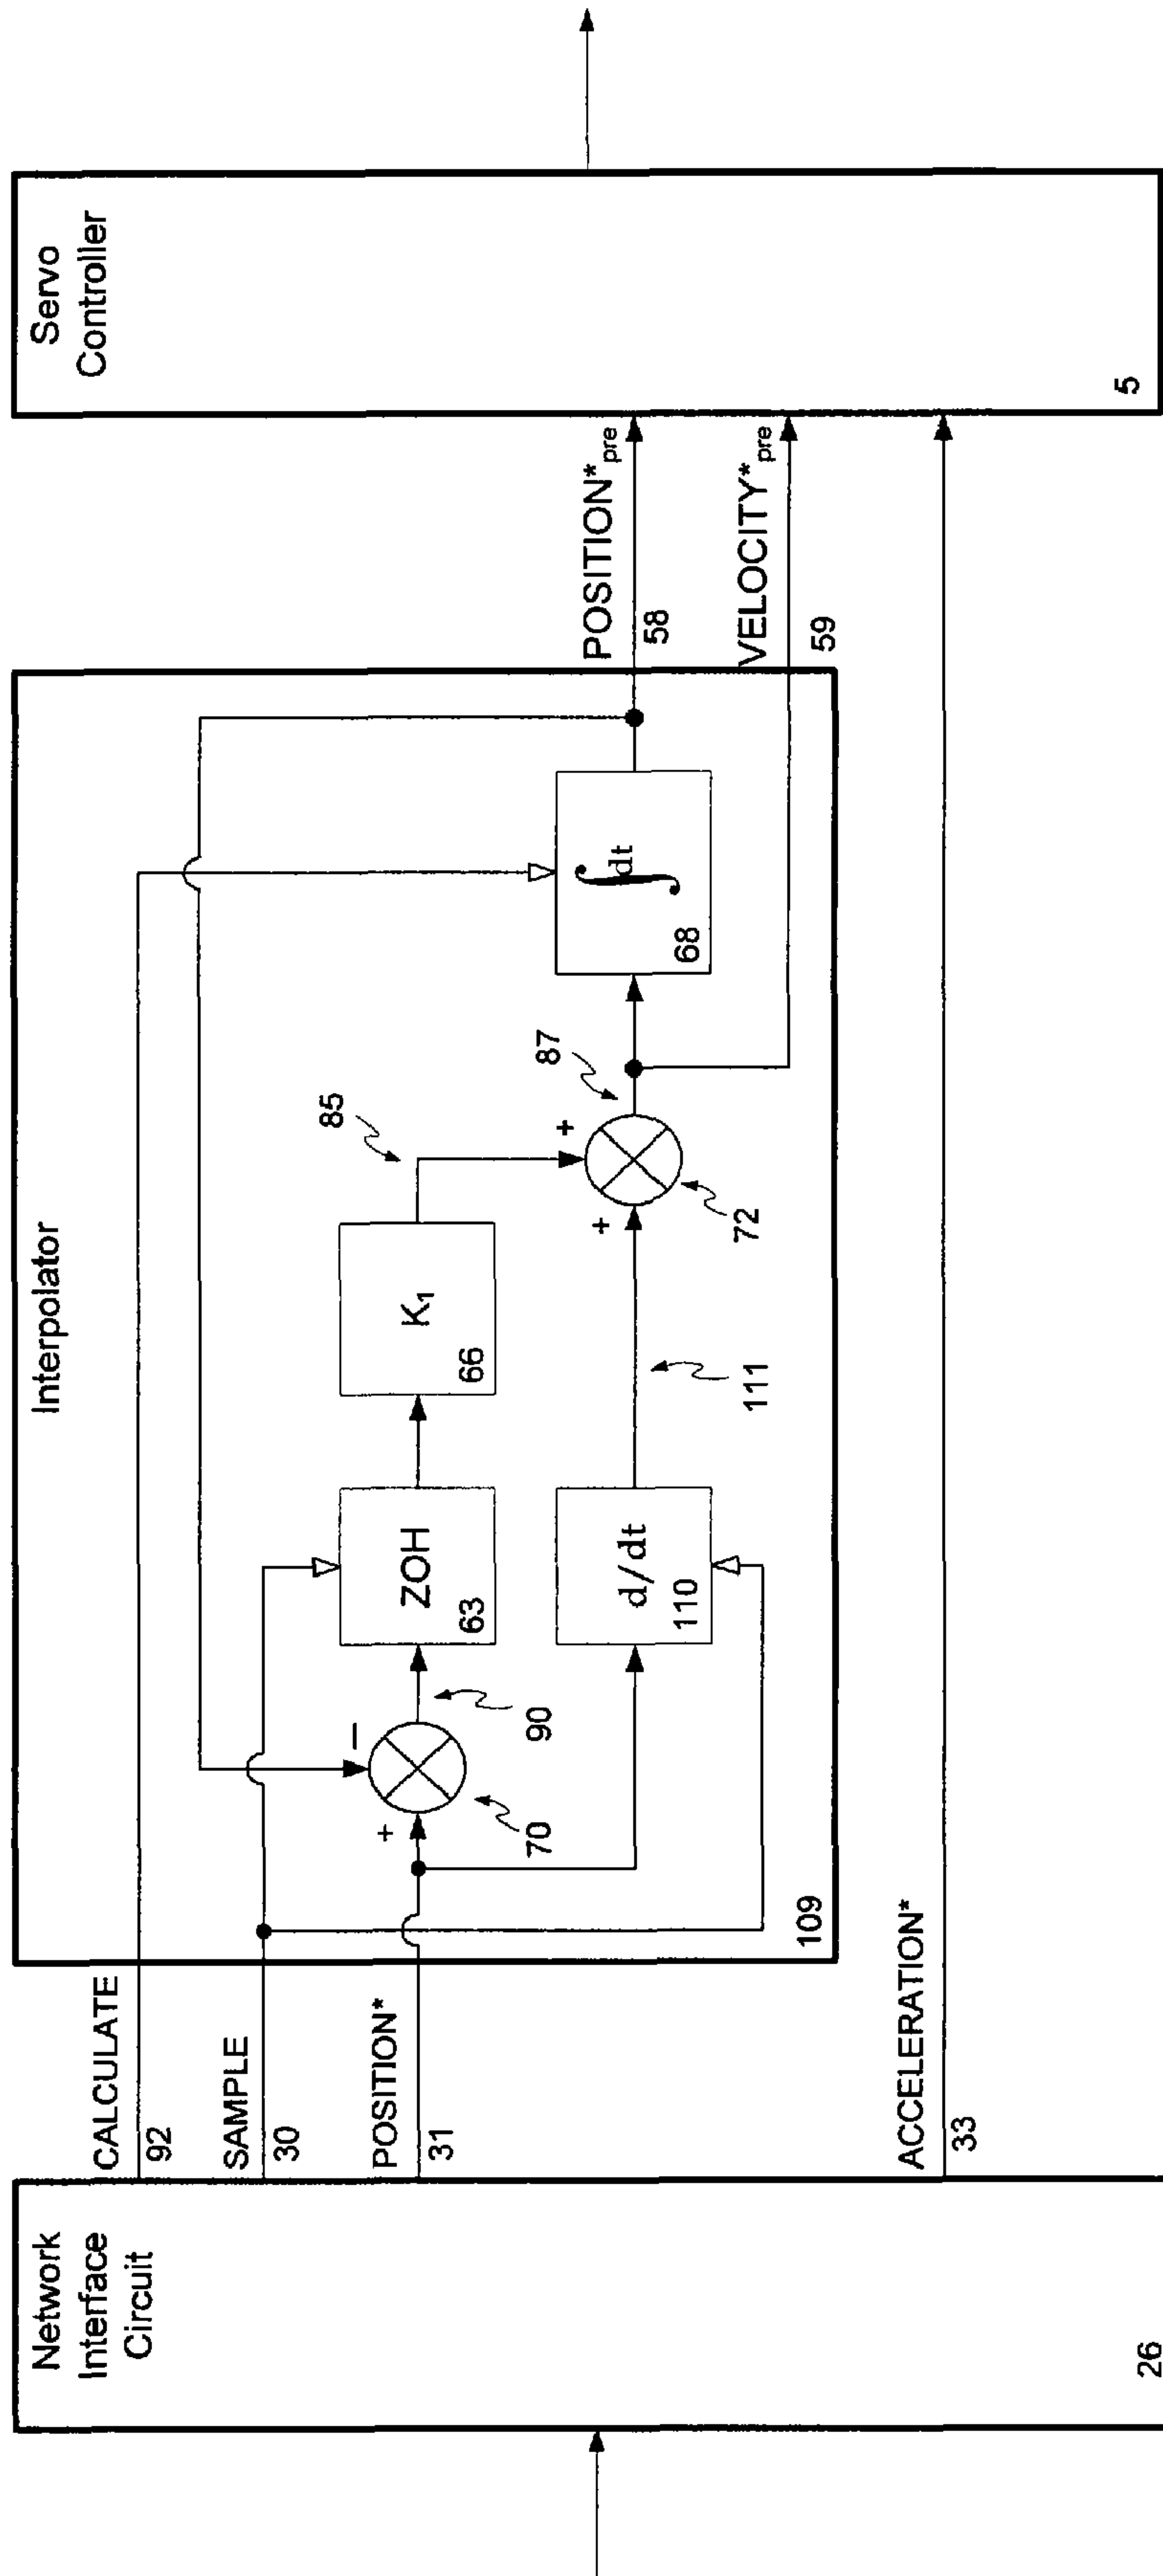 Network
Interface
Circuit
26
CALCULATE
92
SAMPLE
30
POSITION*
31
ACCELERATION*
33
Interpolator
109
+
−
70
90
ZOH
63
K₁
66
85
d/dt
110
111
+
+
72
87
∫dt
68
POSITION*pre
58
VELOCITY*pre
59
Servo
Controller
5